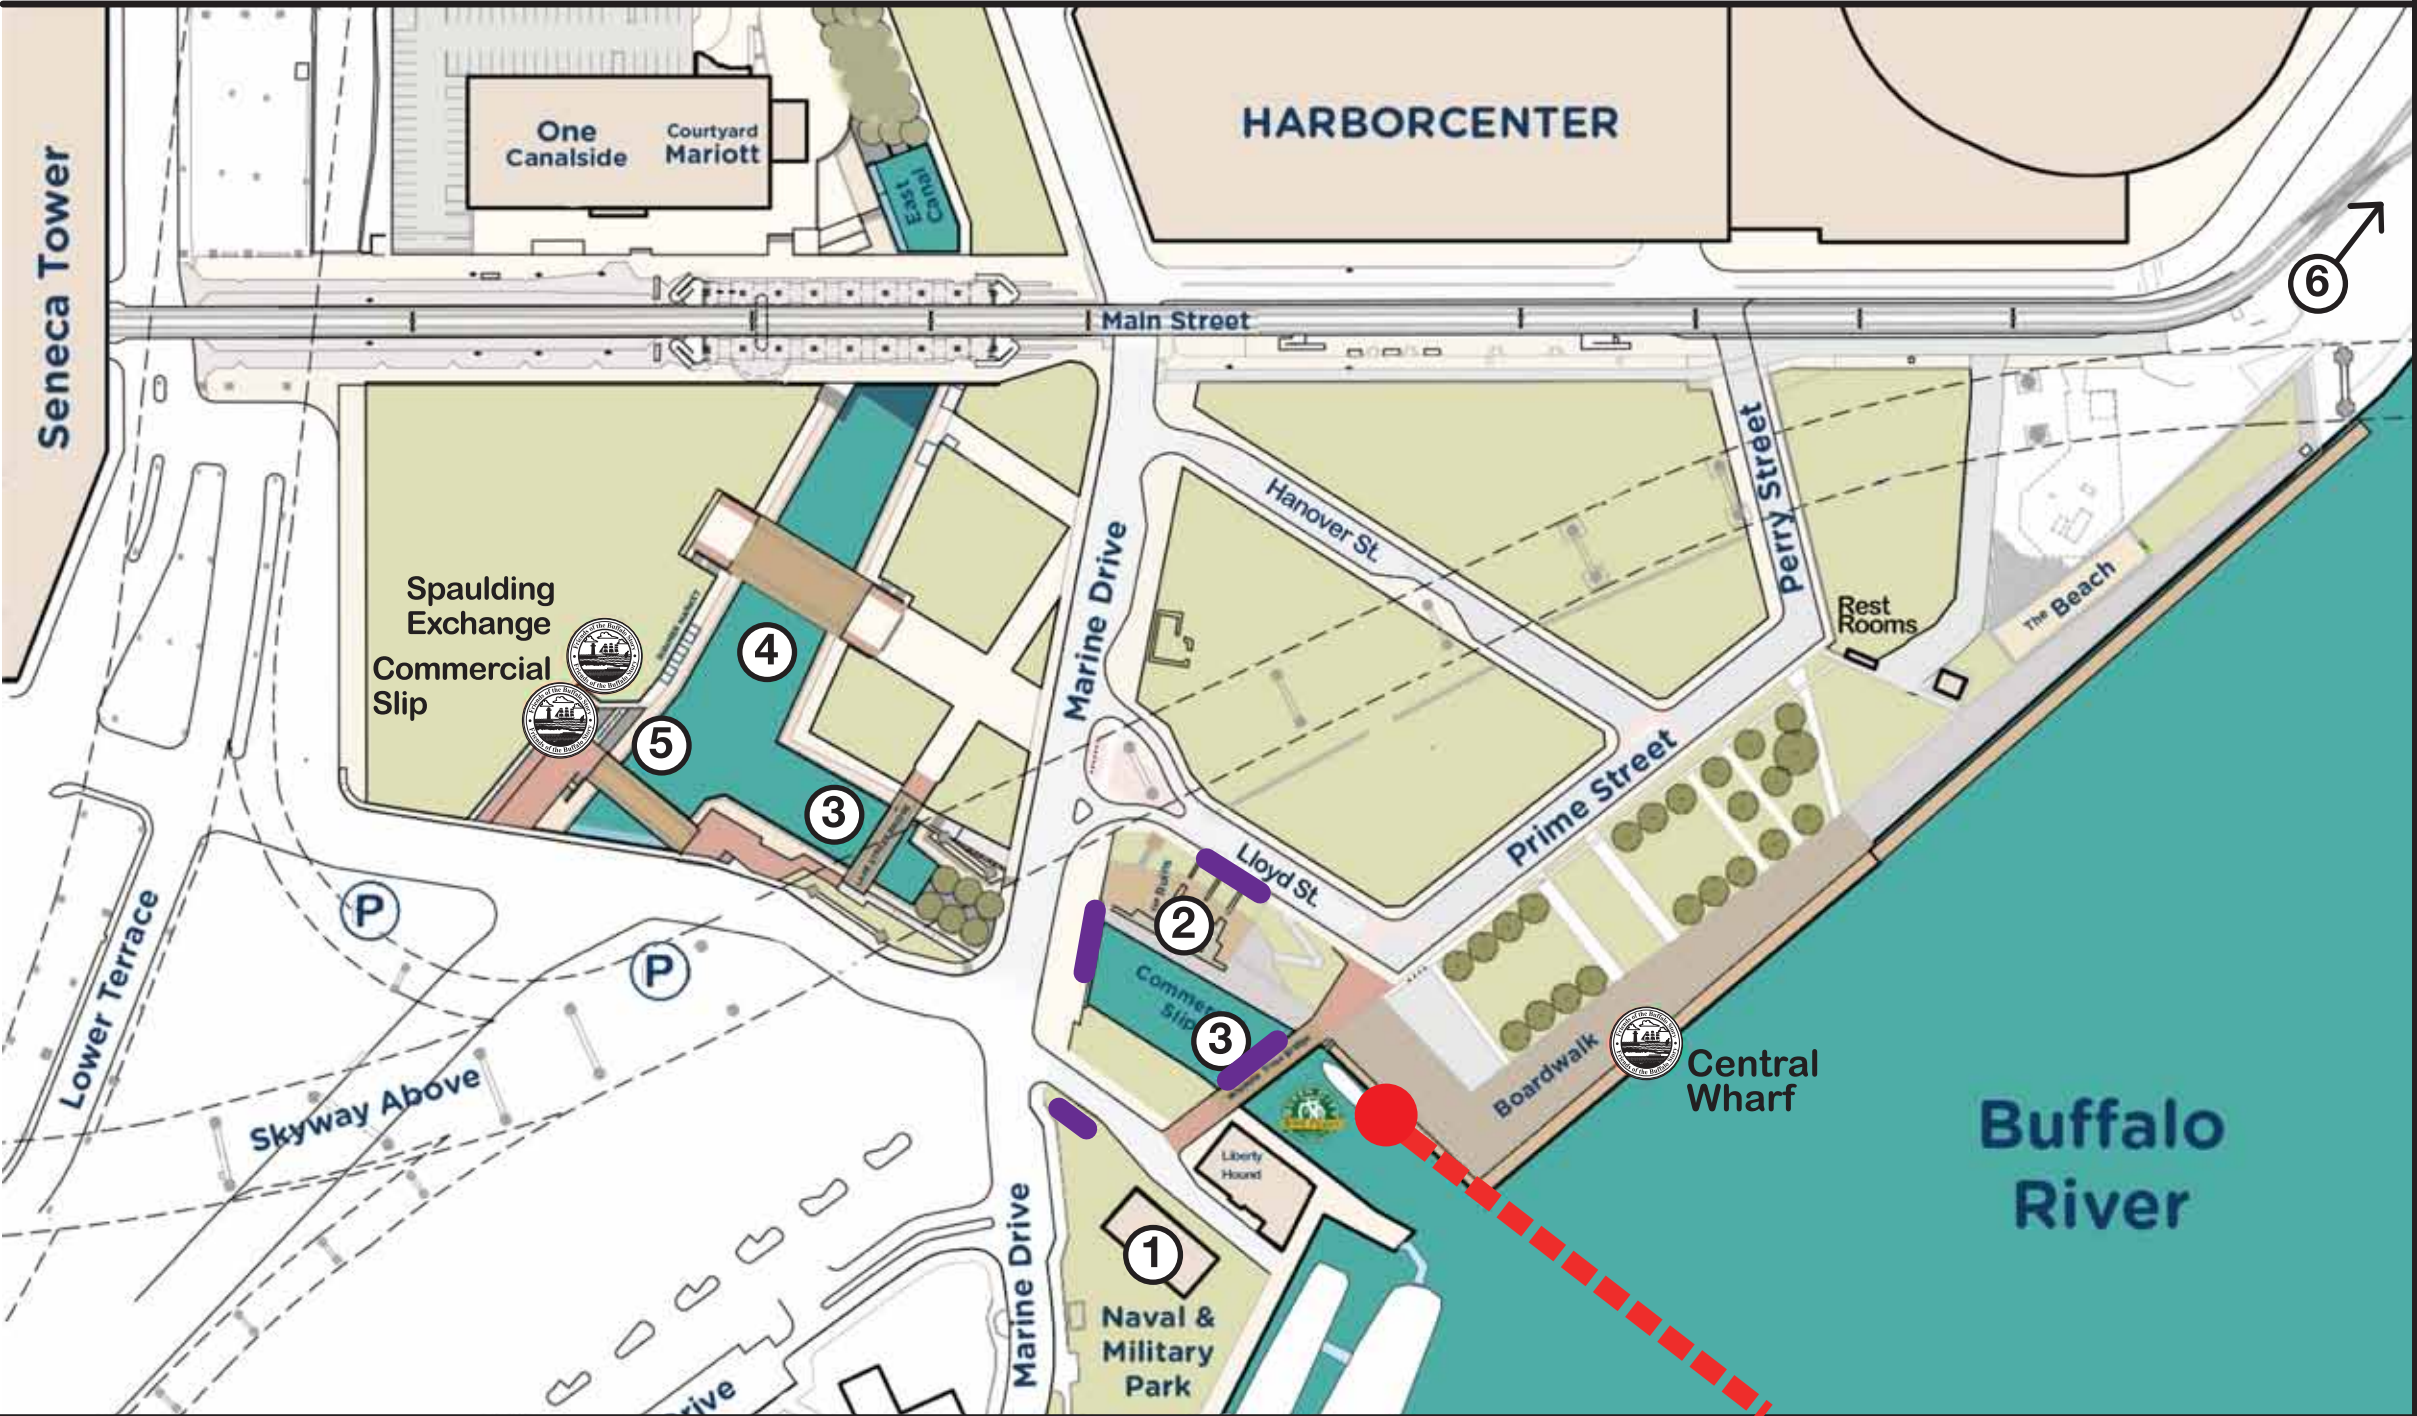 HARBORCENTER
One
Canalside
Courtyard
Mariott
East
Canal
Seneca Tower
Main Street
6
Hanover St.
Perry Street
Marine Drive
Spaulding
Exchange
Commercial
Slip
4
5
3
Rest
Rooms
The Beach
Prime Street
Lloyd St.
2
P
P
Lower Terrace
Skyway Above
Slip
3
Boardwalk
Central
Wharf
Buffalo
River
Liberty
Hound
1
Naval &
Military
Park
Marine Drive
rive